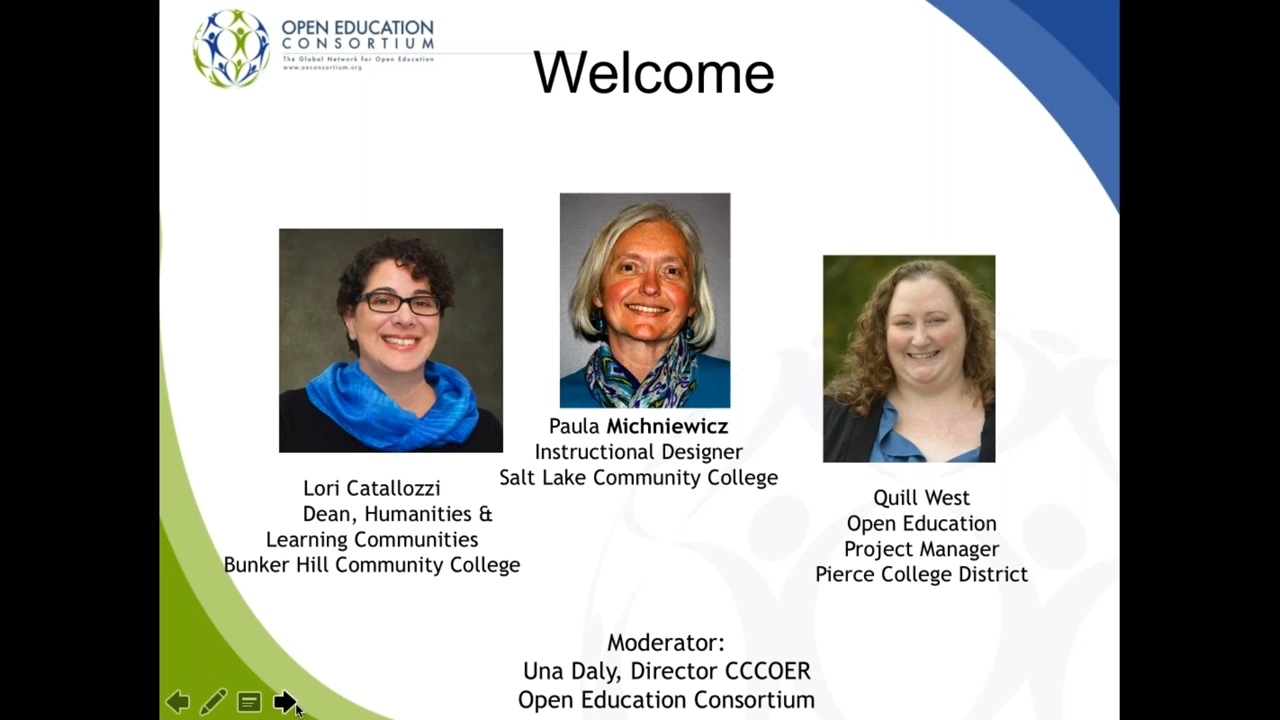 OPEN EDUCATION
CONSORTIUM
The Global Network for Open Education
www.oeconsortium.org
Welcome
Paula Michniewicz
Instructional Designer
Salt Lake Community College
Lori Catallozzi
Dean, Humanities &
Learning Communities
Bunker Hill Community College
Quill West
Open Education
Project Manager
Pierce College District
Moderator:
Una Daly, Director CCCOER
Open Education Consortium